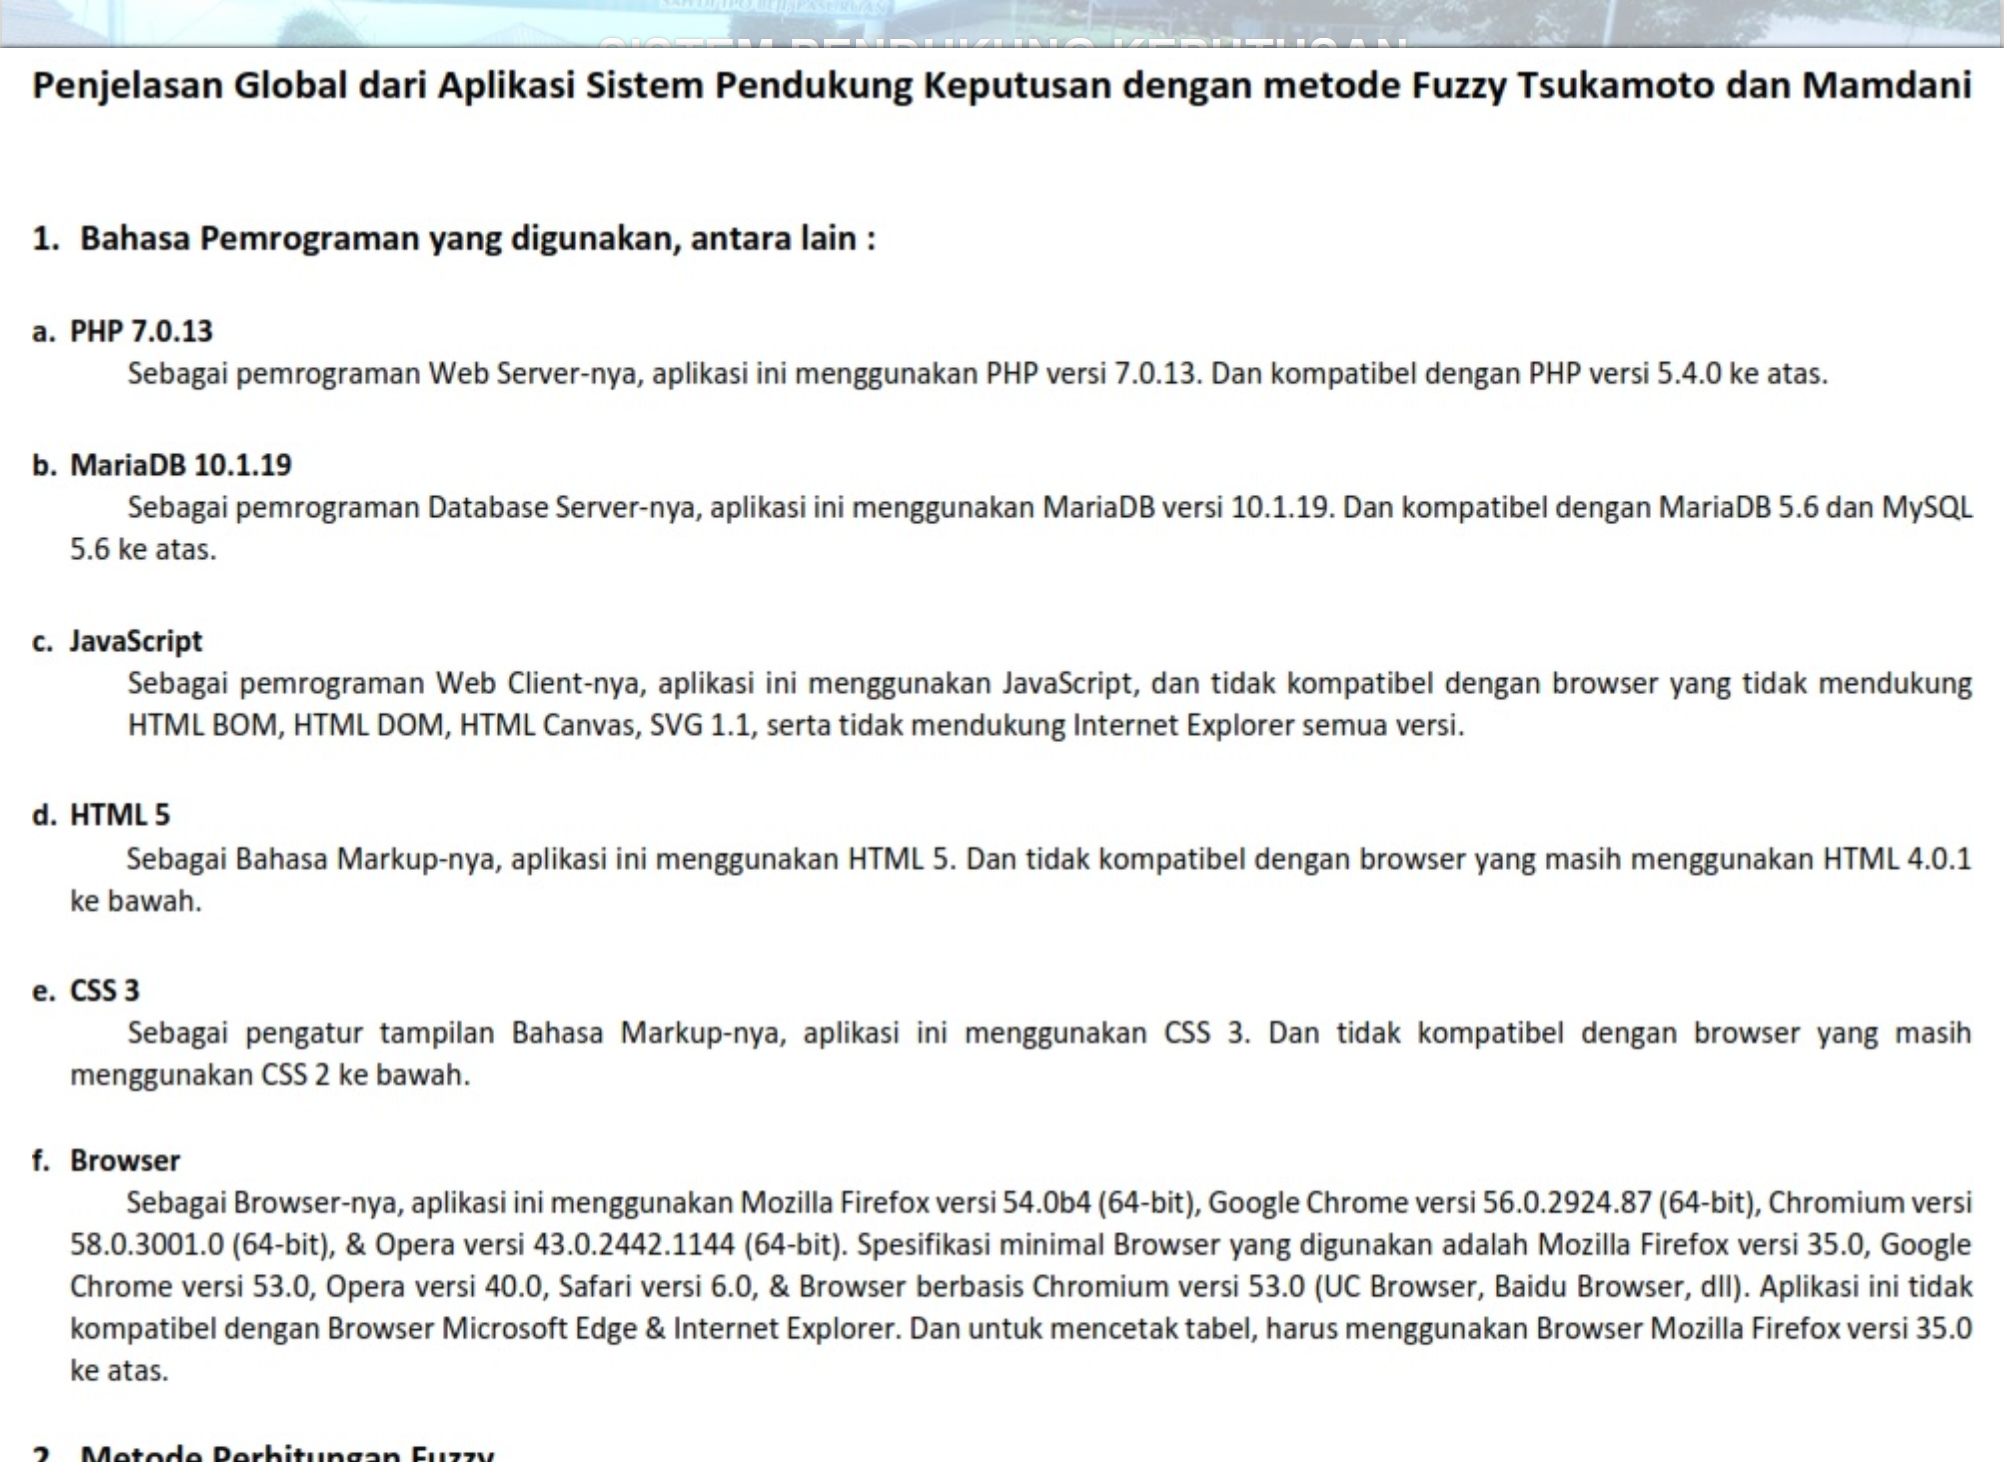 SISTEM PENDUKUNG KEPUTUSAN
Penjelasan Global dari Aplikasi Sistem Pendukung Keputusan dengan metode Fuzzy Tsukamoto dan Mamdani
1. Bahasa Pemrograman yang digunakan, antara lain :
a. PHP 7.0.13
Sebagai pemrograman Web Server-nya, aplikasi ini menggunakan PHP versi 7.0.13. Dan kompatibel dengan PHP versi 5.4.0 ke atas.
b. MariaDB 10.1.19
Sebagai pemrograman Database Server-nya, aplikasi ini menggunakan MariaDB versi 10.1.19. Dan kompatibel dengan MariaDB 5.6 dan MySQL
5.6 ke atas.
c. JavaScript
Sebagai pemrograman Web Client-nya, aplikasi ini menggunakan JavaScript, dan tidak kompatibel dengan browser yang tidak mendukung
HTML BOM, HTML DOM, HTML Canvas, SVG 1.1, serta tidak mendukung Internet Explorer semua versi.
d. HTML 5
Sebagai Bahasa Markup-nya, aplikasi ini menggunakan HTML 5. Dan tidak kompatibel dengan browser yang masih menggunakan HTML 4.0.1
ke bawah.
e. CSS 3
Sebagai pengatur tampilan Bahasa Markup-nya, aplikasi ini menggunakan CSS 3. Dan tidak kompatibel dengan browser yang masih
menggunakan CSS 2 ke bawah.
f. Browser
Sebagai Browser-nya, aplikasi ini menggunakan Mozilla Firefox versi 54.0b4 (64-bit), Google Chrome versi 56.0.2924.87 (64-bit), Chromium versi
58.0.3001.0 (64-bit), & Opera versi 43.0.2442.1144 (64-bit). Spesifikasi minimal Browser yang digunakan adalah Mozilla Firefox versi 35.0, Google
Chrome versi 53.0, Opera versi 40.0, Safari versi 6.0, & Browser berbasis Chromium versi 53.0 (UC Browser, Baidu Browser, dll). Aplikasi ini tidak
kompatibel dengan Browser Microsoft Edge & Internet Explorer. Dan untuk mencetak tabel, harus menggunakan Browser Mozilla Firefox versi 35.0
ke atas.
2. Metode Perhitungan Fuzzy